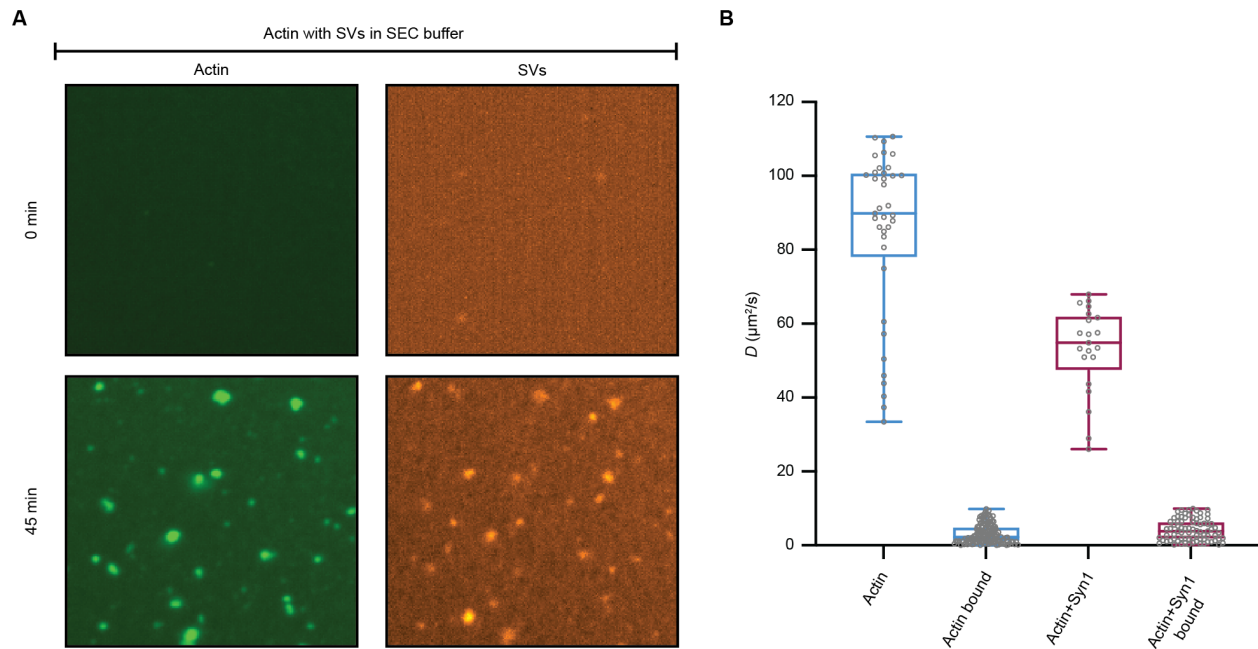 A
Actin with SVs in SEC buffer
Actin
SVs
0 min
45 min
B
D (µm²/s)
120
100
80
60
40
20
0
Actin
Actin bound
Actin+Syn1
Actin+Syn1
bound